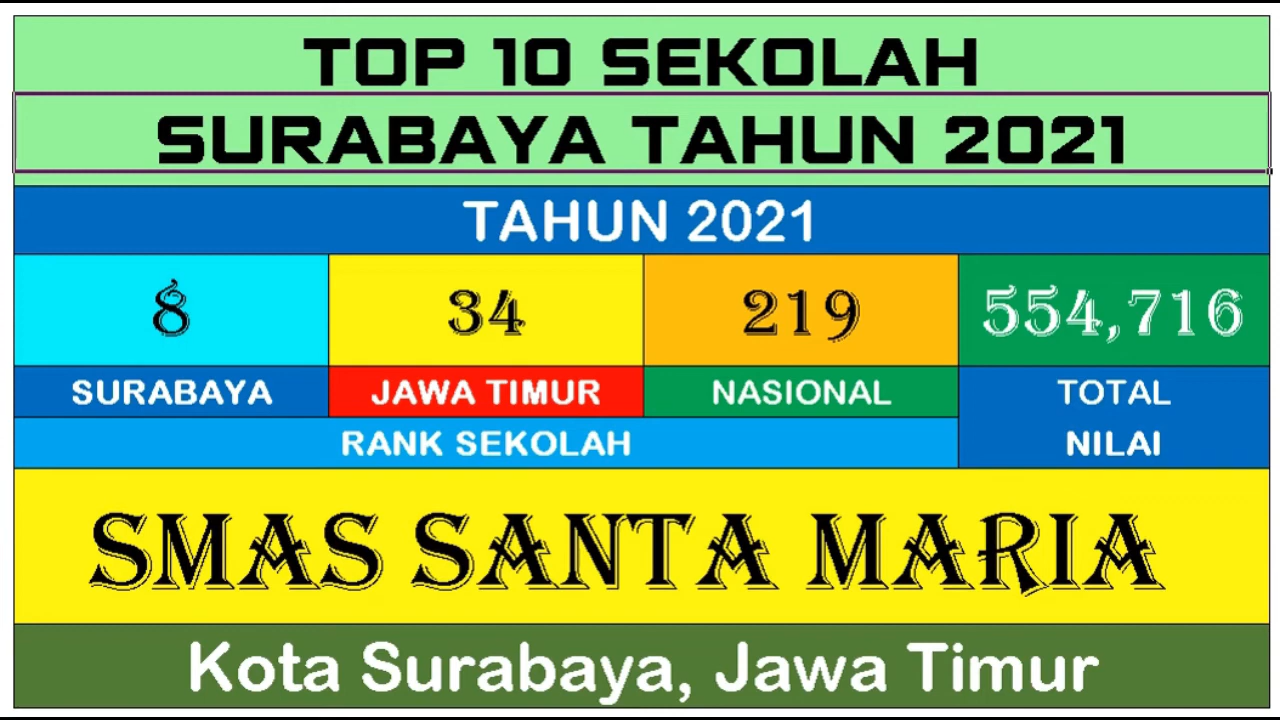 TOP 10 SEKOLAH
SURABAYA TAHUN 2021
TAHUN 2021
8 34 219 554,716
SURABAYA JAWA TIMUR NASIONAL TOTAL
RANK SEKOLAH NILAI
SMAS SANTA MARIA
Kota Surabaya, Jawa Timur